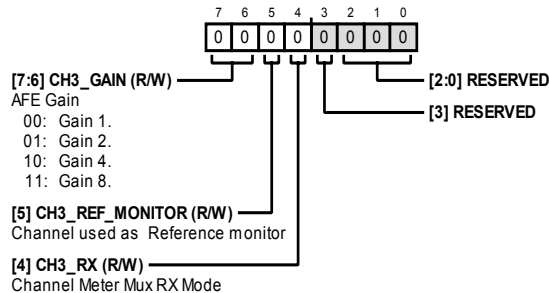 7 6 5 4 3 2 1 0
0 0 0 0 0 0 0 0
[7:6] CH3_GAIN (R/W)
AFE Gain
00: Gain 1.
01: Gain 2.
10: Gain 4.
11: Gain 8.
[5] CH3_REF_MONITOR (R/W)
Channel used as Reference monitor
[4] CH3_RX (R/W)
Channel Meter Mux RX Mode
[2:0] RESERVED
[3] RESERVED